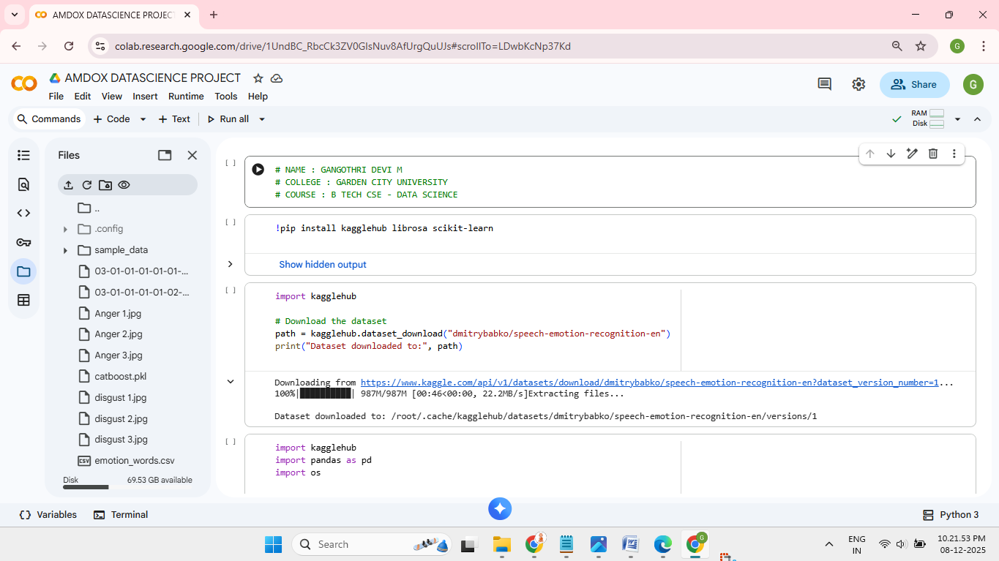 AMDOX DATASCIENCE PROJECT
colab.research.google.com/drive/1UndBC_RbcCk3ZV0GIsNuv8AfUrgQuUJs#scrollTo=LDwbKcNp37Kd
G
AMDOX DATASCIENCE PROJECT
File Edit View Insert Runtime Tools Help
Share
G
Commands + Code + Text Run all
RAM
Disk
Files
..
.config
sample_data
03-01-01-01-01-01-...
03-01-01-01-01-02-...
Anger 1.jpg
Anger 2.jpg
Anger 3.jpg
catboost.pkl
disgust 1.jpg
disgust 2.jpg
disgust 3.jpg
CSV emotion_words.csv
Disk 69.53 GB available
[ ]
# NAME : GANGOTHRI DEVI M
# COLLEGE : GARDEN CITY UNIVERSITY
# COURSE : B TECH CSE - DATA SCIENCE
[ ]
!pip install kagglehub librosa scikit-learn
Show hidden output
[ ]
import kagglehub
# Download the dataset
path = kagglehub.dataset_download("dmitrybabko/speech-emotion-recognition-en")
print("Dataset downloaded to:", path)
Downloading from https://www.kaggle.com/api/v1/datasets/download/dmitrybabko/speech-emotion-recognition-en?dataset_version_number=1...
100%|██████████| 987M/987M [00:46<00:00, 22.2MB/s]Extracting files...
Dataset downloaded to: /root/.cache/kagglehub/datasets/dmitrybabko/speech-emotion-recognition-en/versions/1
[ ]
import kagglehub
import pandas as pd
import os
Variables Terminal
Python 3
Search
ENG
IN
10.21.53 PM
08-12-2025